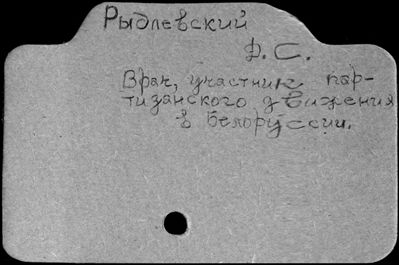 Рыдлевский
Д. С.
Врач, участник пар-
тизанского движения
в Белоруссии.